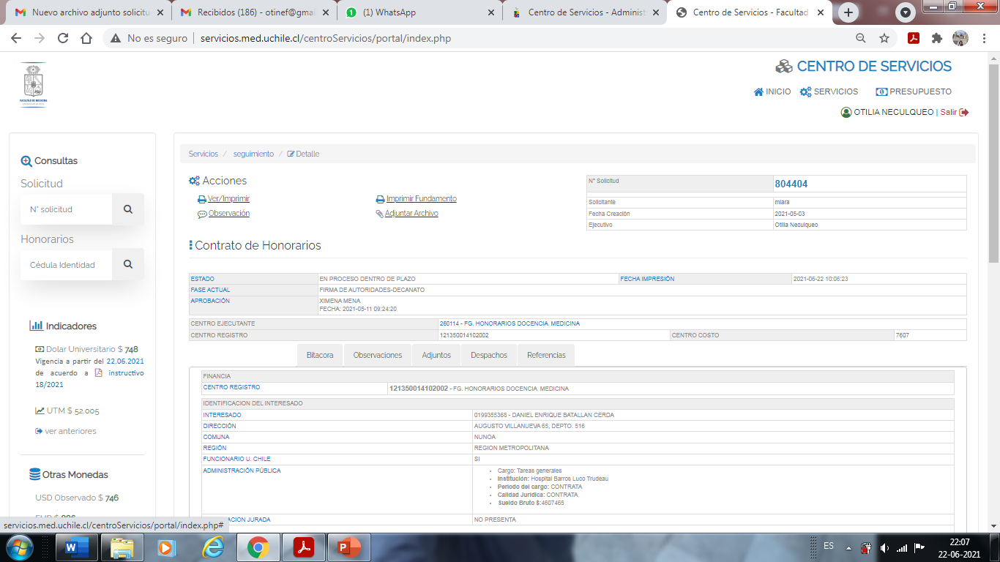 Nuevo archivo adjunto solicitu
Recibidos (186) - otinef@gmai
(1) WhatsApp
Centro de Servicios - Administ
Centro de Servicios - Facultad
No es seguro | servicios.med.uchile.cl/centroServicios/portal/index.php
CENTRO DE SERVICIOS
INICIO SERVICIOS PRESUPUESTO
OTILIA NECULQUEO | Salir
FACULTAD DE MEDICINA
Consultas
Solicitud
N° solicitud
Honorarios
Cédula Identidad
Indicadores
Dolar Universitario $ 748
Vigencia a partir del 22.06.2021
de acuerdo a instructivo
18/2021
UTM $ 52.005
ver anteriores
Otras Monedas
USD Observado $ 746
Servicios / seguimiento / Detalle
Acciones
Ver/Imprimir
Imprimir Fundamento
Observación
Adjuntar Archivo
N° Solicitud 804404
Solicitante mlara
Fecha Creación 2021-05-03
Ejecutivo Otilia Neculqueo
Contrato de Honorarios
ESTADO EN PROCESO DENTRO DE PLAZO FECHA IMPRESIÓN 2021-06-22 10:06:23
FASE ACTUAL FIRMA DE AUTORIDADES-DECANATO
APROBACIÓN XIMENA MENA
FECHA: 2021-05-11 09:24:20
CENTRO EJECUTANTE 260114 - FG. HONORARIOS DOCENCIA MEDICINA
CENTRO REGISTRO 121350014102002 CENTRO COSTO 7607
Bitacora Observaciones Adjuntos Despachos Referencias
FINANCIA
CENTRO REGISTRO 121350014102002 - FG. HONORARIOS DOCENCIA MEDICINA
IDENTIFICACION DEL INTERESADO
INTERESADO 0199355368 - DANIEL ENRIQUE BATALLAN CERDA
DIRECCIÓN AUGUSTO VILLANUEVA 65, DEPTO. 516
COMUNA NUNOA
REGIÓN REGION METROPOLITANA
FUNCIONARIO U. CHILE SI
ADMINISTRACIÓN PÚBLICA
Cargo: Tareas generales
Institución: Hospital Barros Luco Trudeau
Periodo del cargo: CONTRATA
Calidad Juridica: CONTRATA
Sueldo Bruto $:4607465
ACION JURADA NO PRESENTA
servicios.med.uchile.cl/centroServicios/portal/index.php#
ES
22:07
22-06-2021